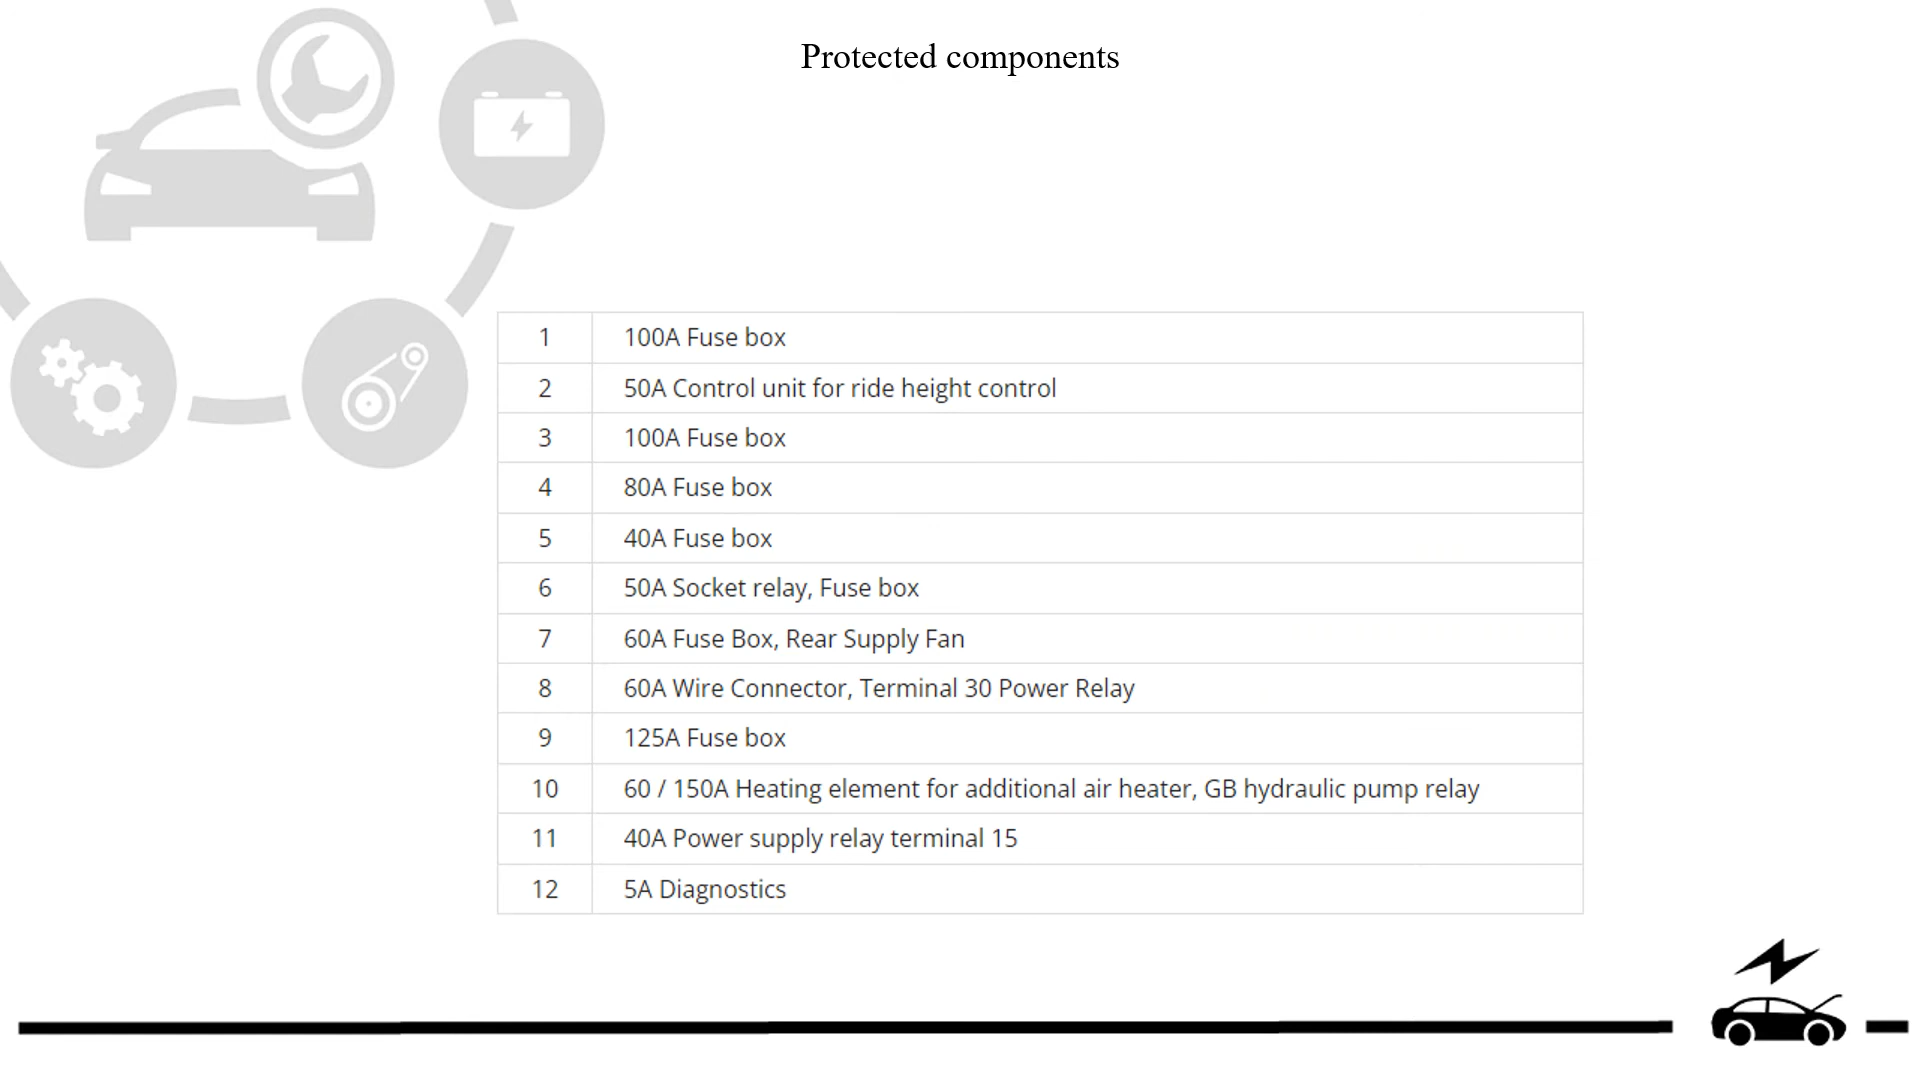 Protected components
1 100A Fuse box
2 50A Control unit for ride height control
3 100A Fuse box
4 80A Fuse box
5 40A Fuse box
6 50A Socket relay, Fuse box
7 60A Fuse Box, Rear Supply Fan
8 60A Wire Connector, Terminal 30 Power Relay
9 125A Fuse box
10 60 / 150A Heating element for additional air heater, GB hydraulic pump relay
11 40A Power supply relay terminal 15
12 5A Diagnostics